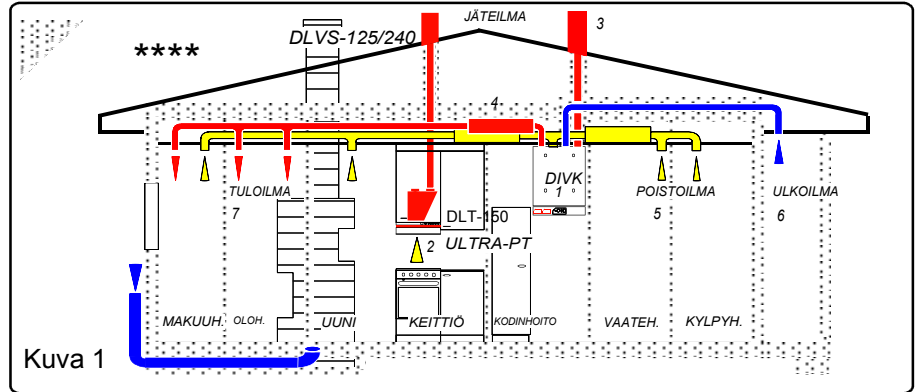 JÄTEILMA
3
DLVS-125/240
****
4
DIVK
1
TULOILMA
7
POISTOILMA
5
ULKOILMA
6
DLT-150
2 ULTRA-PT
MAKUUH. OLOH. UUNI KEITTIÖ KODINHOITO VAATEH. KYLPYH.
Kuva 1